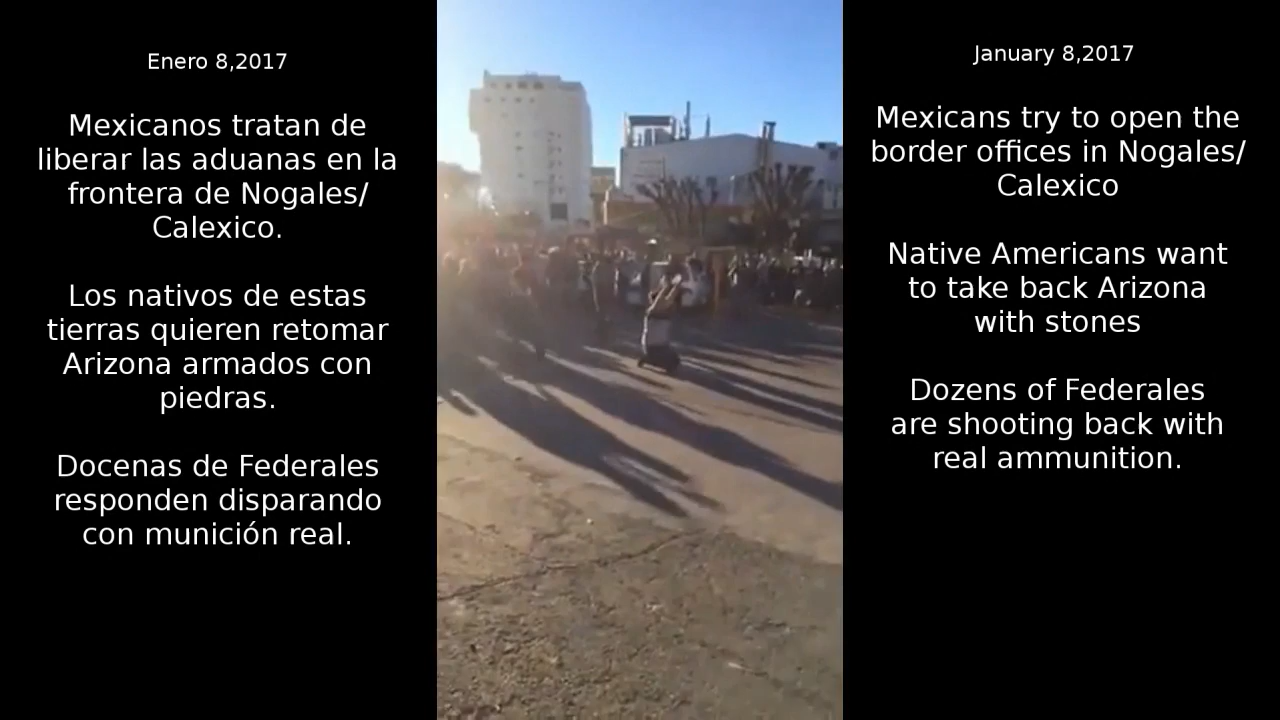 Enero 8,2017
Mexicanos tratan de
liberar las aduanas en la
frontera de Nogales/
Calexico.
Los nativos de estas
tierras quieren retomar
Arizona armados con
piedras.
Docenas de Federales
responden disparando
con munición real.
January 8,2017
Mexicans try to open the
border offices in Nogales/
Calexico
Native Americans want
to take back Arizona
with stones
Dozens of Federales
are shooting back with
real ammunition.